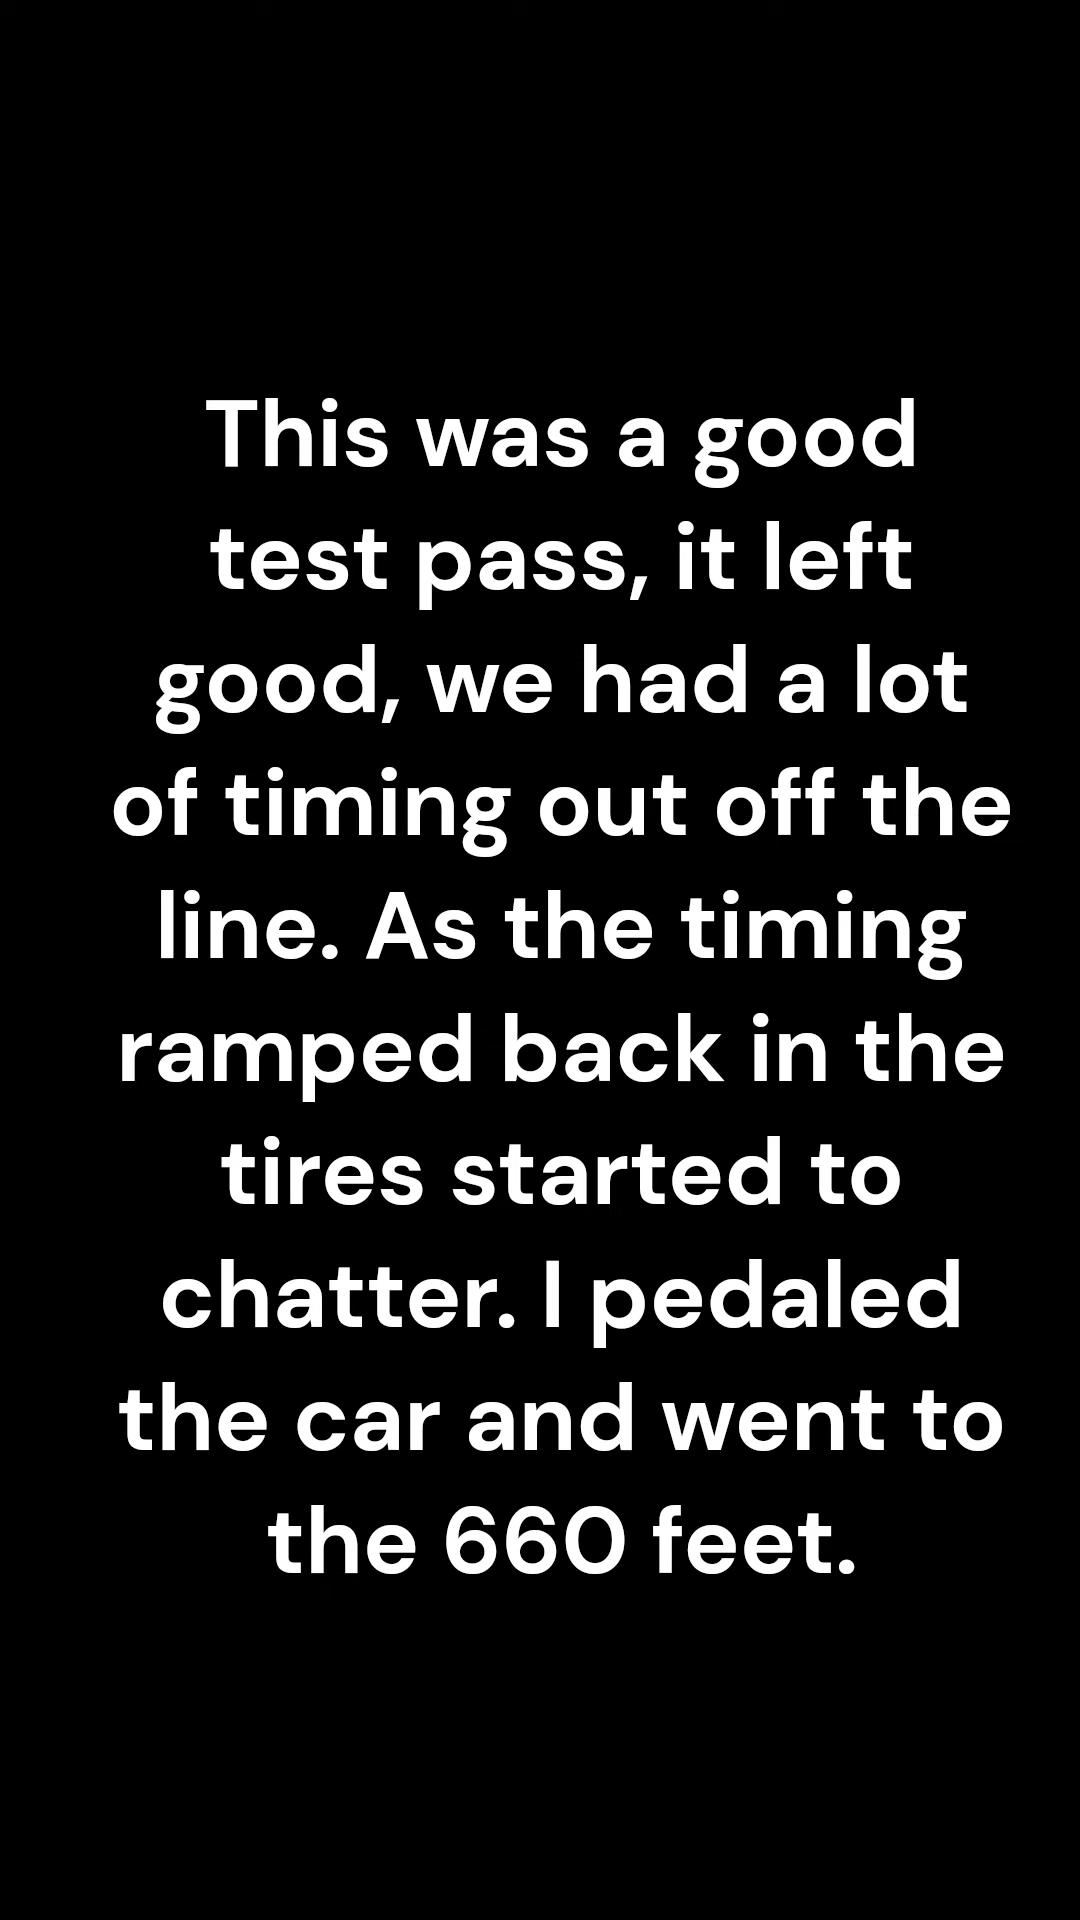 This was a good
test pass, it left
good, we had a lot
of timing out off the
line. As the timing
ramped back in the
tires started to
chatter. I pedaled
the car and went to
the 660 feet.